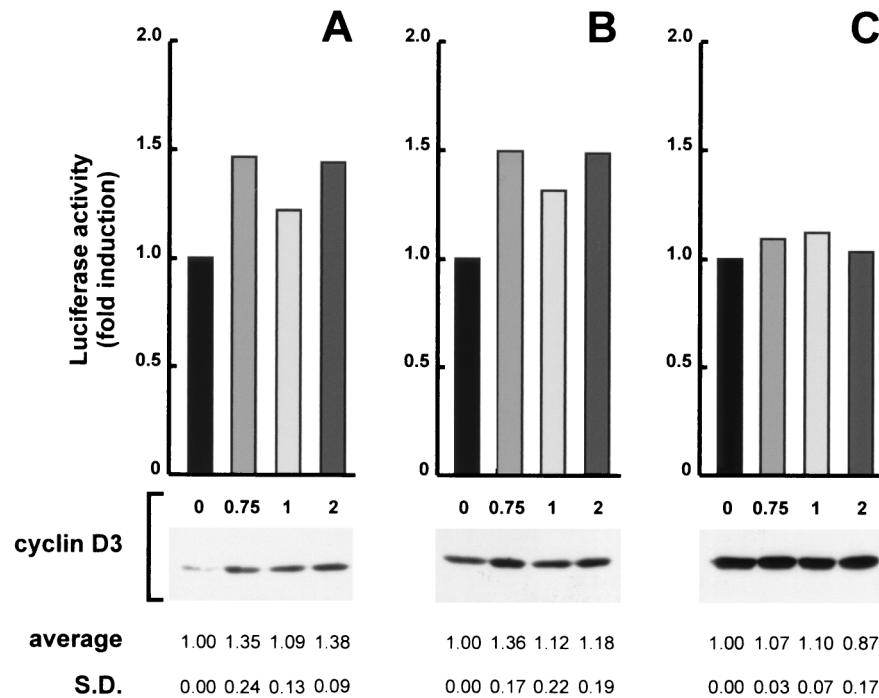 A B C
2.0 2.0 2.0
1.5 1.5 1.5
1.0 1.0 1.0
0.5 0.5 0.5
0 0 0
Luciferase activity
(fold induction)
0 0.75 1 2 0 0.75 1 2 0 0.75 1 2
cyclin D3
average 1.00 1.35 1.09 1.38 1.00 1.36 1.12 1.18 1.00 1.07 1.10 0.87
S.D. 0.00 0.24 0.13 0.09 0.00 0.17 0.22 0.19 0.00 0.03 0.07 0.17